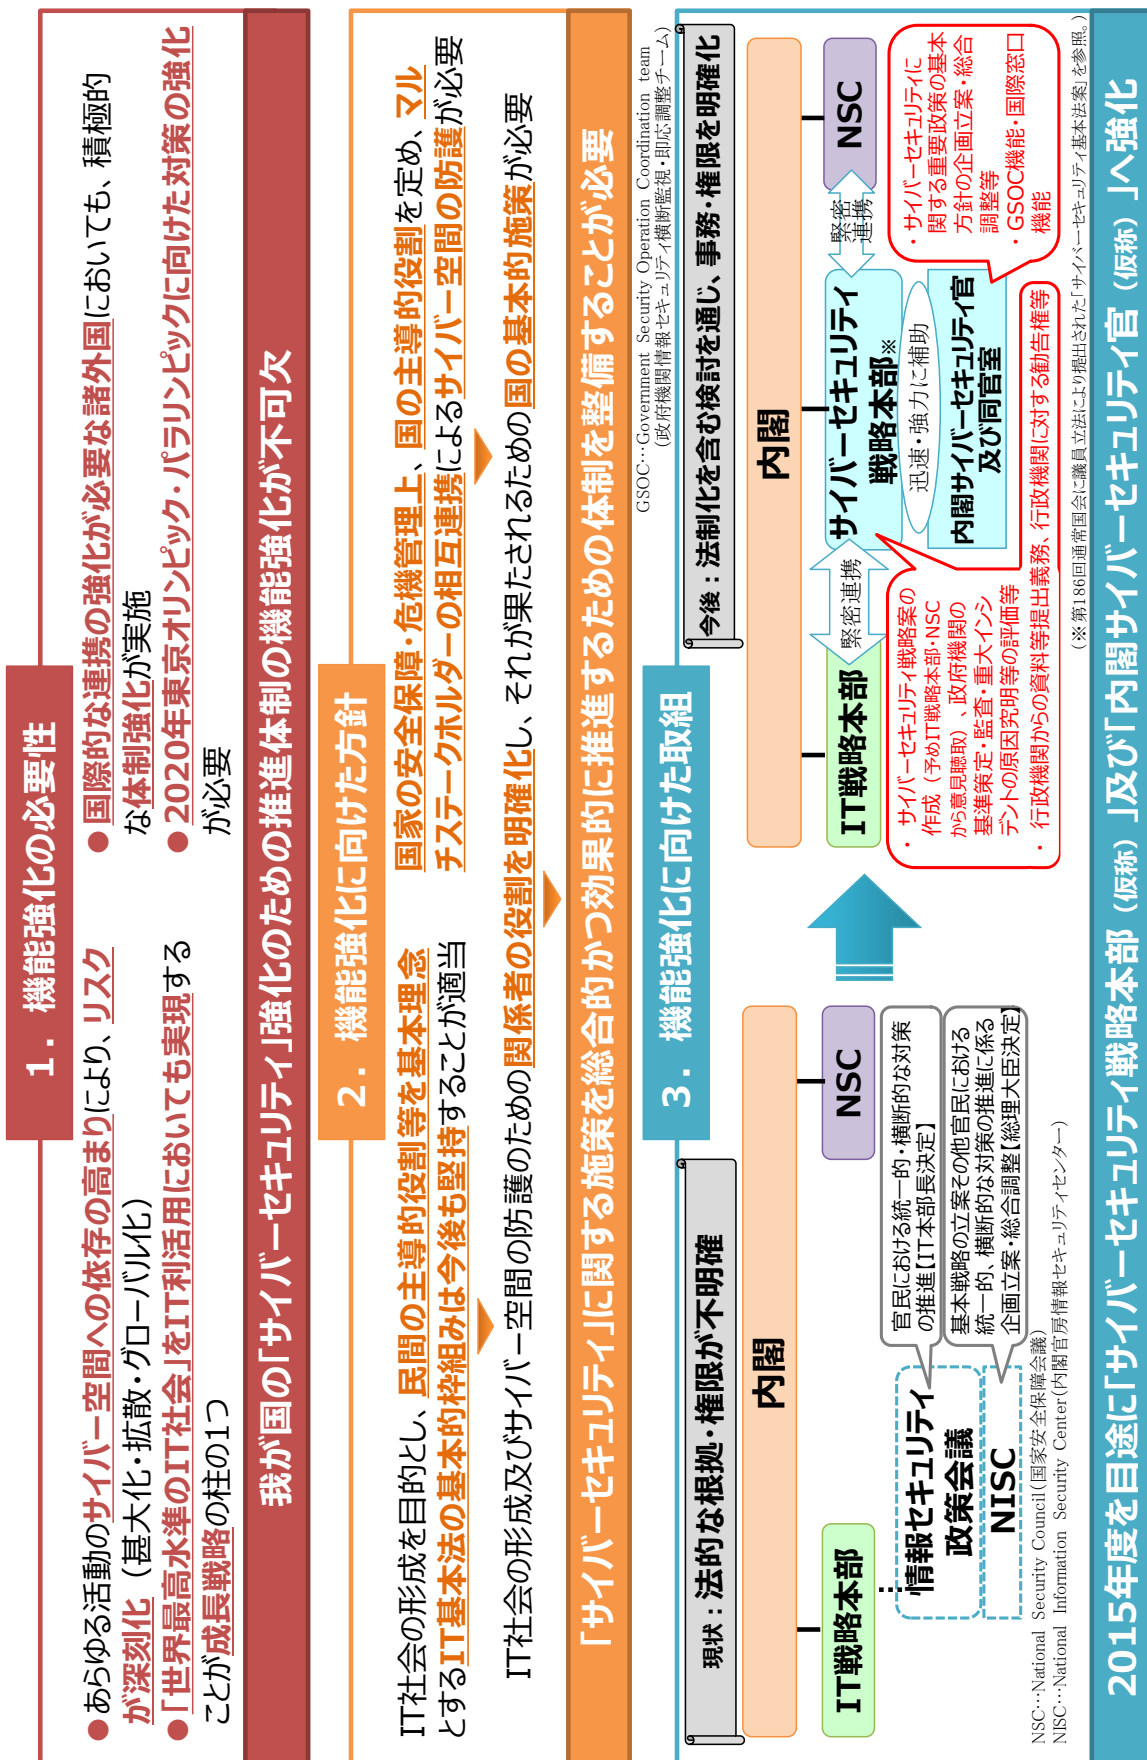 １．機能強化の必要性
●あらゆる活動のサイバー空間への依存の高まりにより、リスク
が深刻化（甚大化・拡散・グローバル化）
●「世界最高水準のIT社会」をIT利活用においても実現する
ことが成長戦略の柱の1つ
●国際的な連携の強化が必要な諸外国においても、積極的
な体制強化が実施
●2020年東京オリンピック・パラリンピックに向けた対策の強化
が必要
我が国の「サイバーセキュリティ」強化のための推進体制の機能強化が不可欠
２．機能強化に向けた方針
IT社会の形成を目的とし、民間の主導的役割等を基本理念
とするIT基本法の基本的枠組みは今後も堅持することが適当
国家の安全保障・危機管理上、国の主導的役割を定め、マル
チステークホルダーの相互連携によるサイバー空間の防護が必要
IT社会の形成及びサイバー空間の防護のための関係者の役割を明確化し、それが果たされるための国の基本的施策が必要
「サイバーセキュリティ」に関する施策を総合的かつ効果的に推進するための体制を整備することが必要
３．機能強化に向けた取組
GSOC…Government Security Operation Coordination team
（政府機関情報セキュリティ横断監視・即応調整チーム）
現状：法的な根拠・権限が不明確
内閣
IT戦略本部
NSC
情報セキュリティ
政策会議
NISC
官民における統一的・横断的な対策
の推進【IT本部長決定】
基本戦略の立案その他官民における
統一的、横断的な対策の推進に係る
企画立案・総合調整【総理大臣決定】
NSC…National Security Council（国家安全保障会議）
NISC…National Information Security Center（内閣官房情報セキュリティセンター）
今後：法制化を含む検討を通じ、事務・権限を明確化
内閣
IT戦略本部
緊密連携
サイバーセキュリティ
戦略本部※
緊密
連携
NSC
迅速・強力に補助
内閣サイバーセキュリティ官
及び同官室
・サイバーセキュリティに
関する重要政策の基本
方針の企画立案・総合
調整等
・GSOC機能・国際窓口
機能
・サイバーセキュリティ戦略案の
作成（予めIT戦略本部・NSC
から意見聴取）、政府機関の
基準策定・監査・重大インシ
デントの原因究明等の評価等
・行政機関からの資料等提出義務、行政機関に対する勧告権等
（※第186回通常国会に議員立法により提出された「サイバーセキュリティ基本法案」を参照。）
2015年度を目途に「サイバーセキュリティ戦略本部（仮称）」及び「内閣サイバーセキュリティ官（仮称）」へ強化